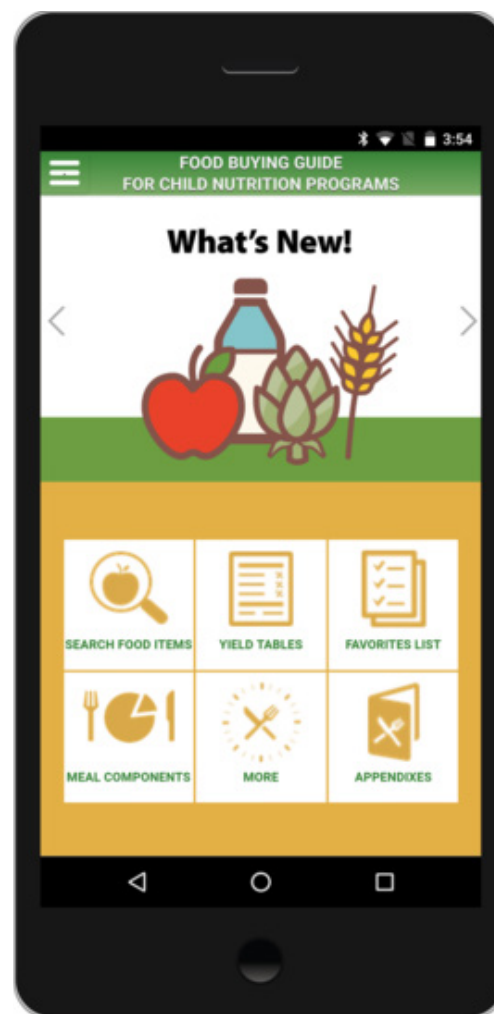 3:54
FOOD BUYING GUIDE
FOR CHILD NUTRITION PROGRAMS
What's New!
SEARCH FOOD ITEMS
YIELD TABLES
FAVORITES LIST
MEAL COMPONENTS
MORE
APPENDIXES